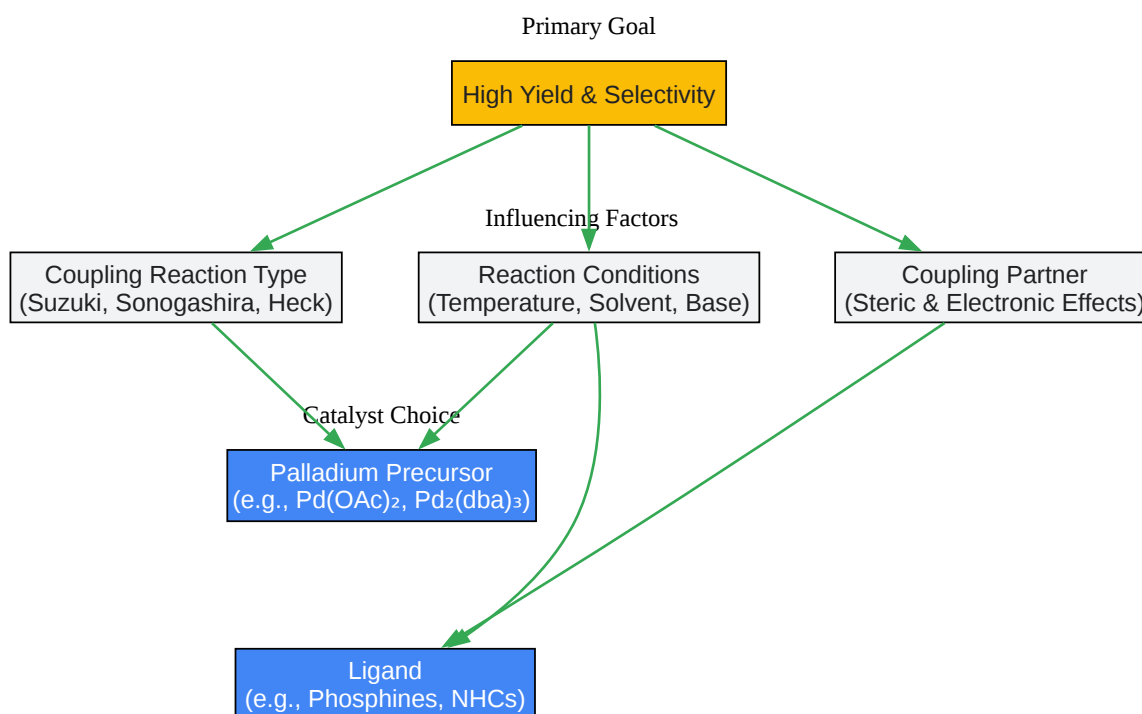 Primary Goal
High Yield & Selectivity
Influencing Factors
Coupling Reaction Type
(Suzuki, Sonogashira, Heck)
Reaction Conditions
(Temperature, Solvent, Base)
Coupling Partner
(Steric & Electronic Effects)
Catalyst Choice
Palladium Precursor
(e.g., Pd(OAc)₂, Pd₂(dba)₃)
Ligand
(e.g., Phosphines, NHCs)